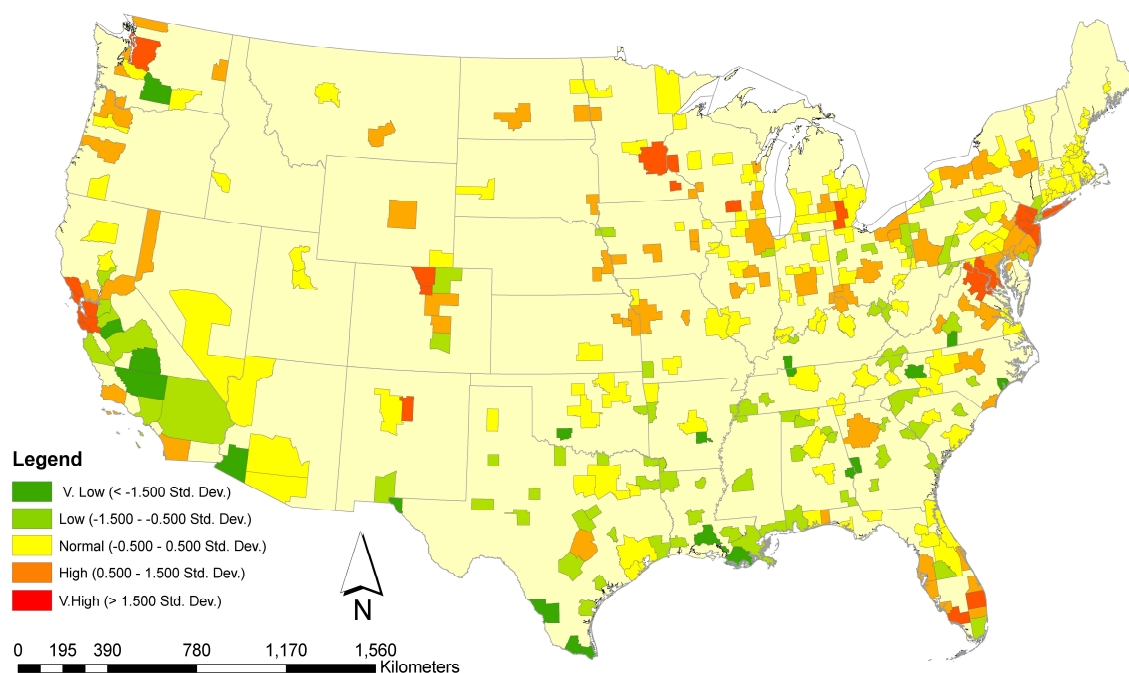 Legend
V. Low (< -1.500 Std. Dev.)
Low (-1.500 - -0.500 Std. Dev.)
Normal (-0.500 - 0.500 Std. Dev.)
High (0.500 - 1.500 Std. Dev.)
V.High (> 1.500 Std. Dev.)
N
0 195 390 780 1,170 1,560
Kilometers